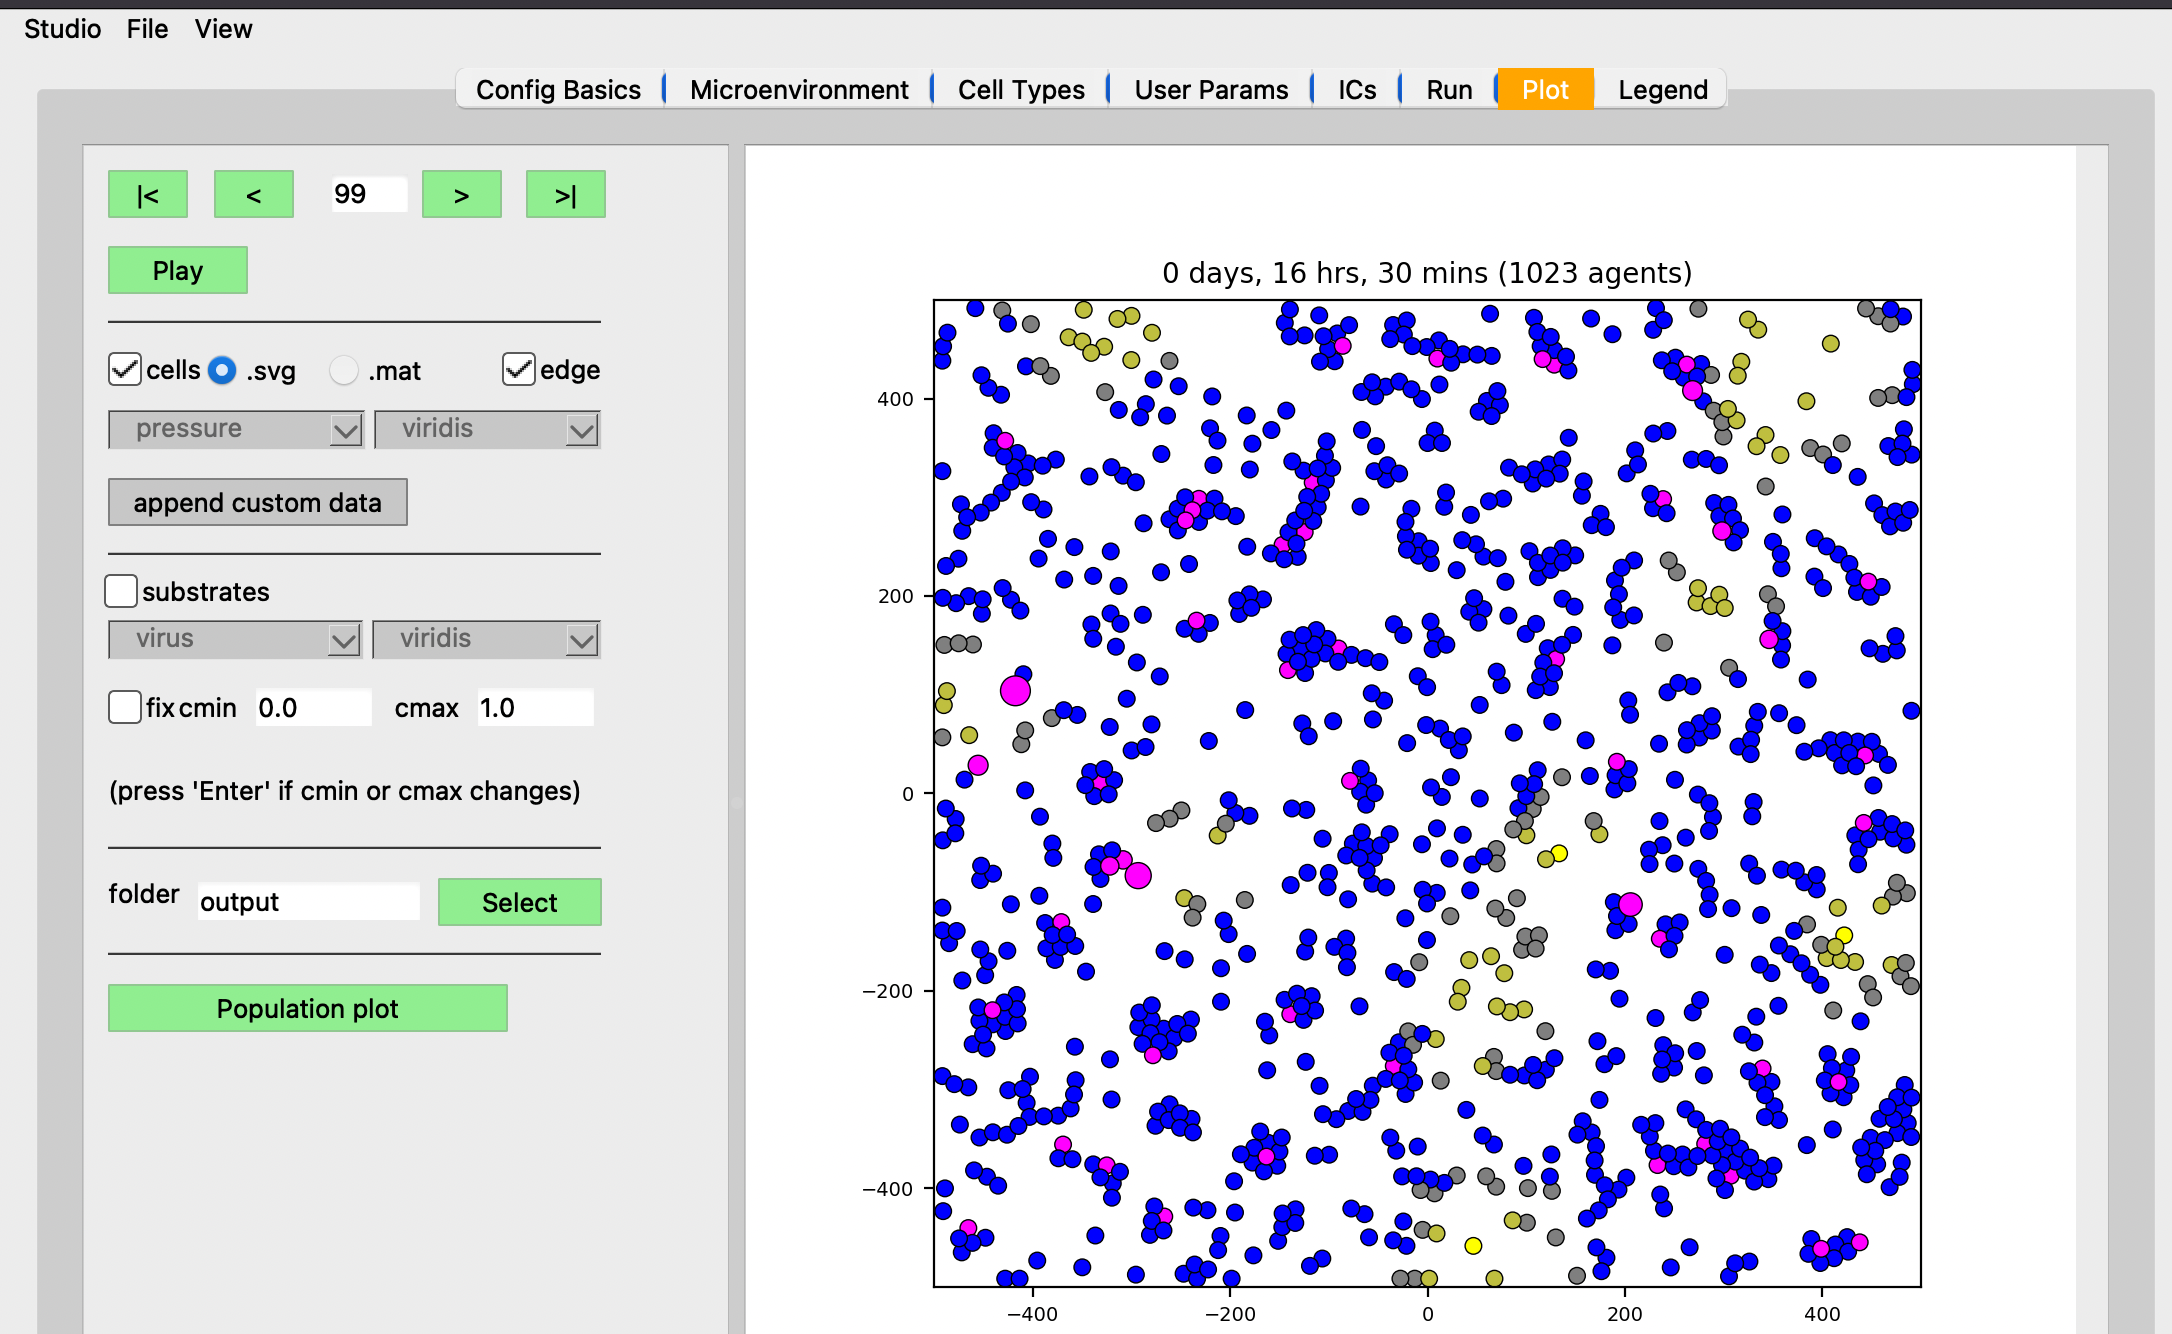 Studio File View
Config Basics Microenvironment Cell Types User Params ICs Run Plot Legend
|< < 99 > >|
Play
cells .svg .mat edge
pressure viridis
append custom data
substrates
virus viridis
fix cmin 0.0 cmax 1.0
(press 'Enter' if cmin or cmax changes)
folder output Select
Population plot
0 days, 16 hrs, 30 mins (1023 agents)
400
200
0
−200
−400
−400 −200 0 200 400